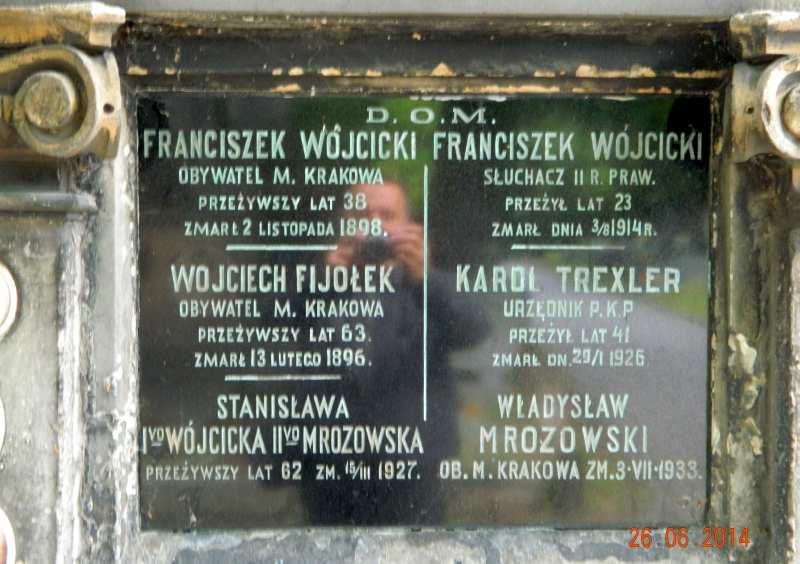 D.O.M.
FRANCISZEK WÓJCICKI
OBYWATEL M. KRAKOWA
PRZEŻYWSZY LAT 38
ZMARŁ 2 LISTOPADA 1898.
WOJCIECH FIJOŁEK
OBYWATEL M. KRAKOWA
PRZEŻYWSZY LAT 63.
ZMARŁ 13 LUTEGO 1896.
STANISŁAWA
IVO WÓJCICKA IIVO MROZOWSKA
PRZEŻYWSZY LAT 62 ZM. 15/III 1927.
FRANCISZEK WÓJCICKI
SŁUCHACZ II R. PRAW.
PRZEŻYŁ LAT 23
ZMARŁ DNIA 3/8 1914 R.
KAROL TREXLER
URZĘDNIK P.K.P
PRZEŻYŁ LAT 41
ZMARŁ DN. 29/I 1926.
WŁADYSŁAW
MROZOWSKI
OB. M. KRAKOWA ZM. 3·VII·1933.
26.06.2014